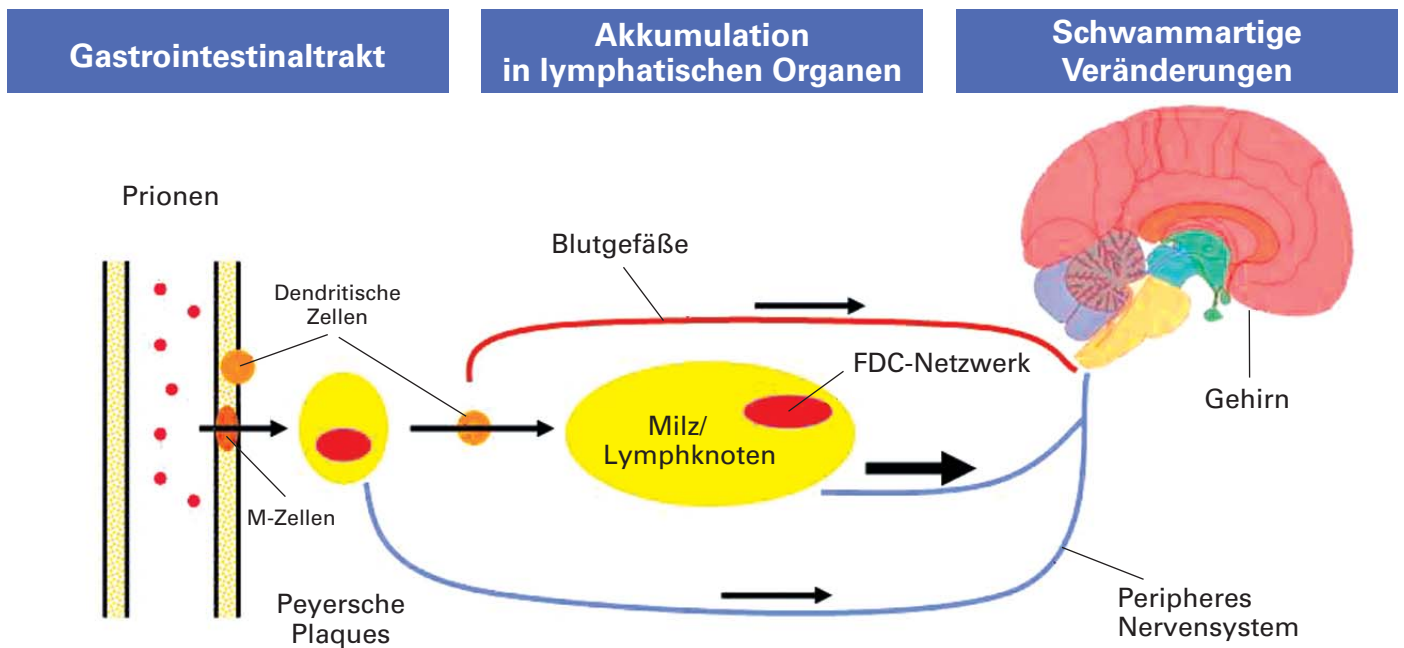 Gastrointestinaltrakt
Akkumulation
in lymphatischen Organen
Schwammartige
Veränderungen
Prionen
Blutgefäße
Dendritische
Zellen
FDC-Netzwerk
Gehirn
Milz/
Lymphknoten
M-Zellen
Peyersche
Plaques
Peripheres
Nervensystem